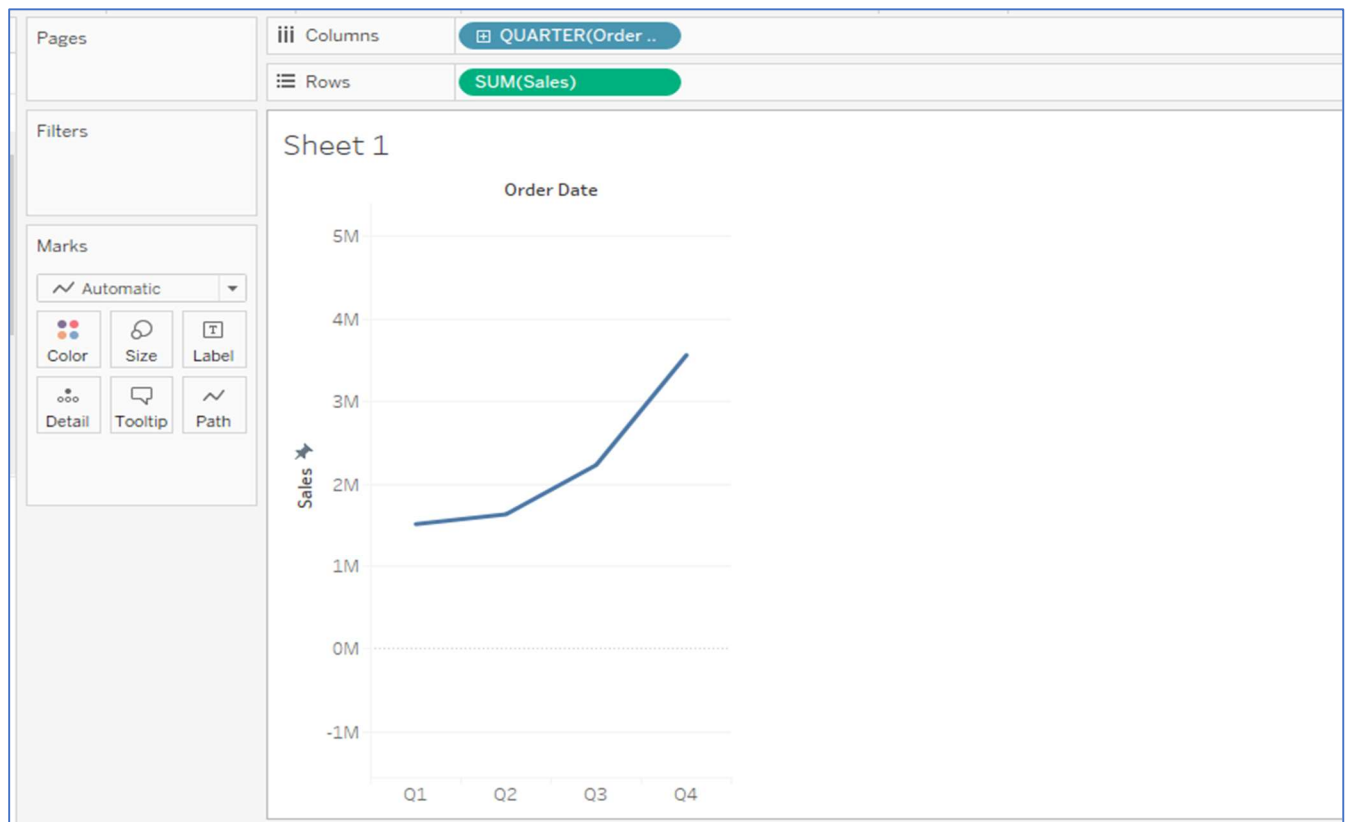 Pages
Columns
QUARTER(Order ..
Rows
SUM(Sales)
Filters
Marks
Automatic
Color Size Label
Detail Tooltip Path
Sheet 1
Order Date
5M
4M
3M
2M
1M
0M
-1M
Sales
Q1 Q2 Q3 Q4